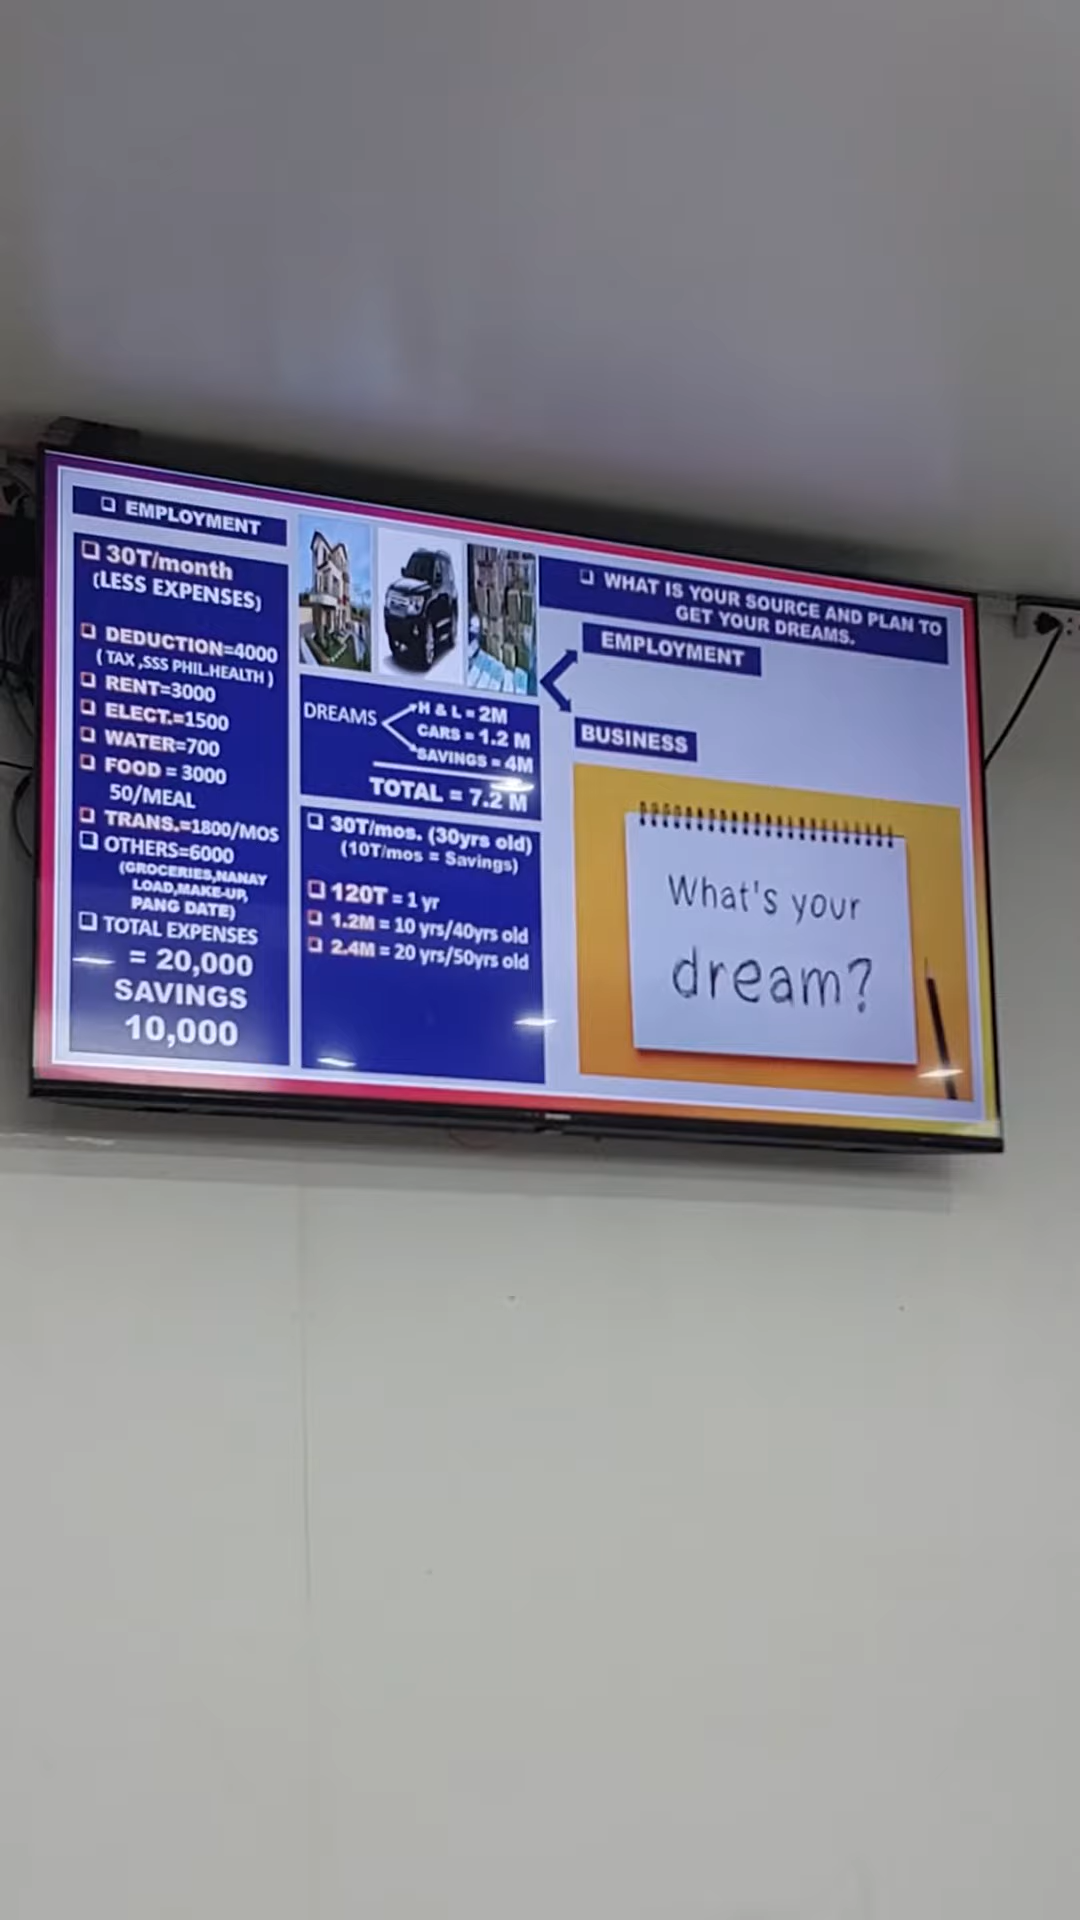 ❑ EMPLOYMENT
❑ 30T/month
(LESS EXPENSES)
❑ DEDUCTION=4000
( TAX ,SSS PHIL.HEALTH )
❑ RENT=3000
❑ ELECT.=1500
❑ WATER=700
❑ FOOD = 3000
50/MEAL
❑ TRANS.=1800/MOS
❑ OTHERS=6000
(GROCERIES,NANAY
LOAD,MAKE-UP,
PANG DATE)
❑ TOTAL EXPENSES
= 20,000
SAVINGS
10,000
DREAMS
H & L = 2M
CARS = 1.2 M
SAVINGS = 4M
TOTAL = 7.2 M
❑ 30T/mos. (30yrs old)
(10T/mos = Savings)
❑ 120T = 1 yr
❑ 1.2M = 10 yrs/40yrs old
❑ 2.4M = 20 yrs/50yrs old
❑ WHAT IS YOUR SOURCE AND PLAN TO
GET YOUR DREAMS.
EMPLOYMENT
BUSINESS
What's your
dream?